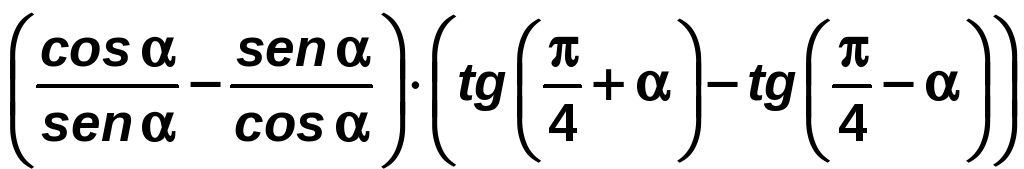 (cos α / sen α − sen α / cos α) · (tg(π/4 + α) − tg(π/4 − α))